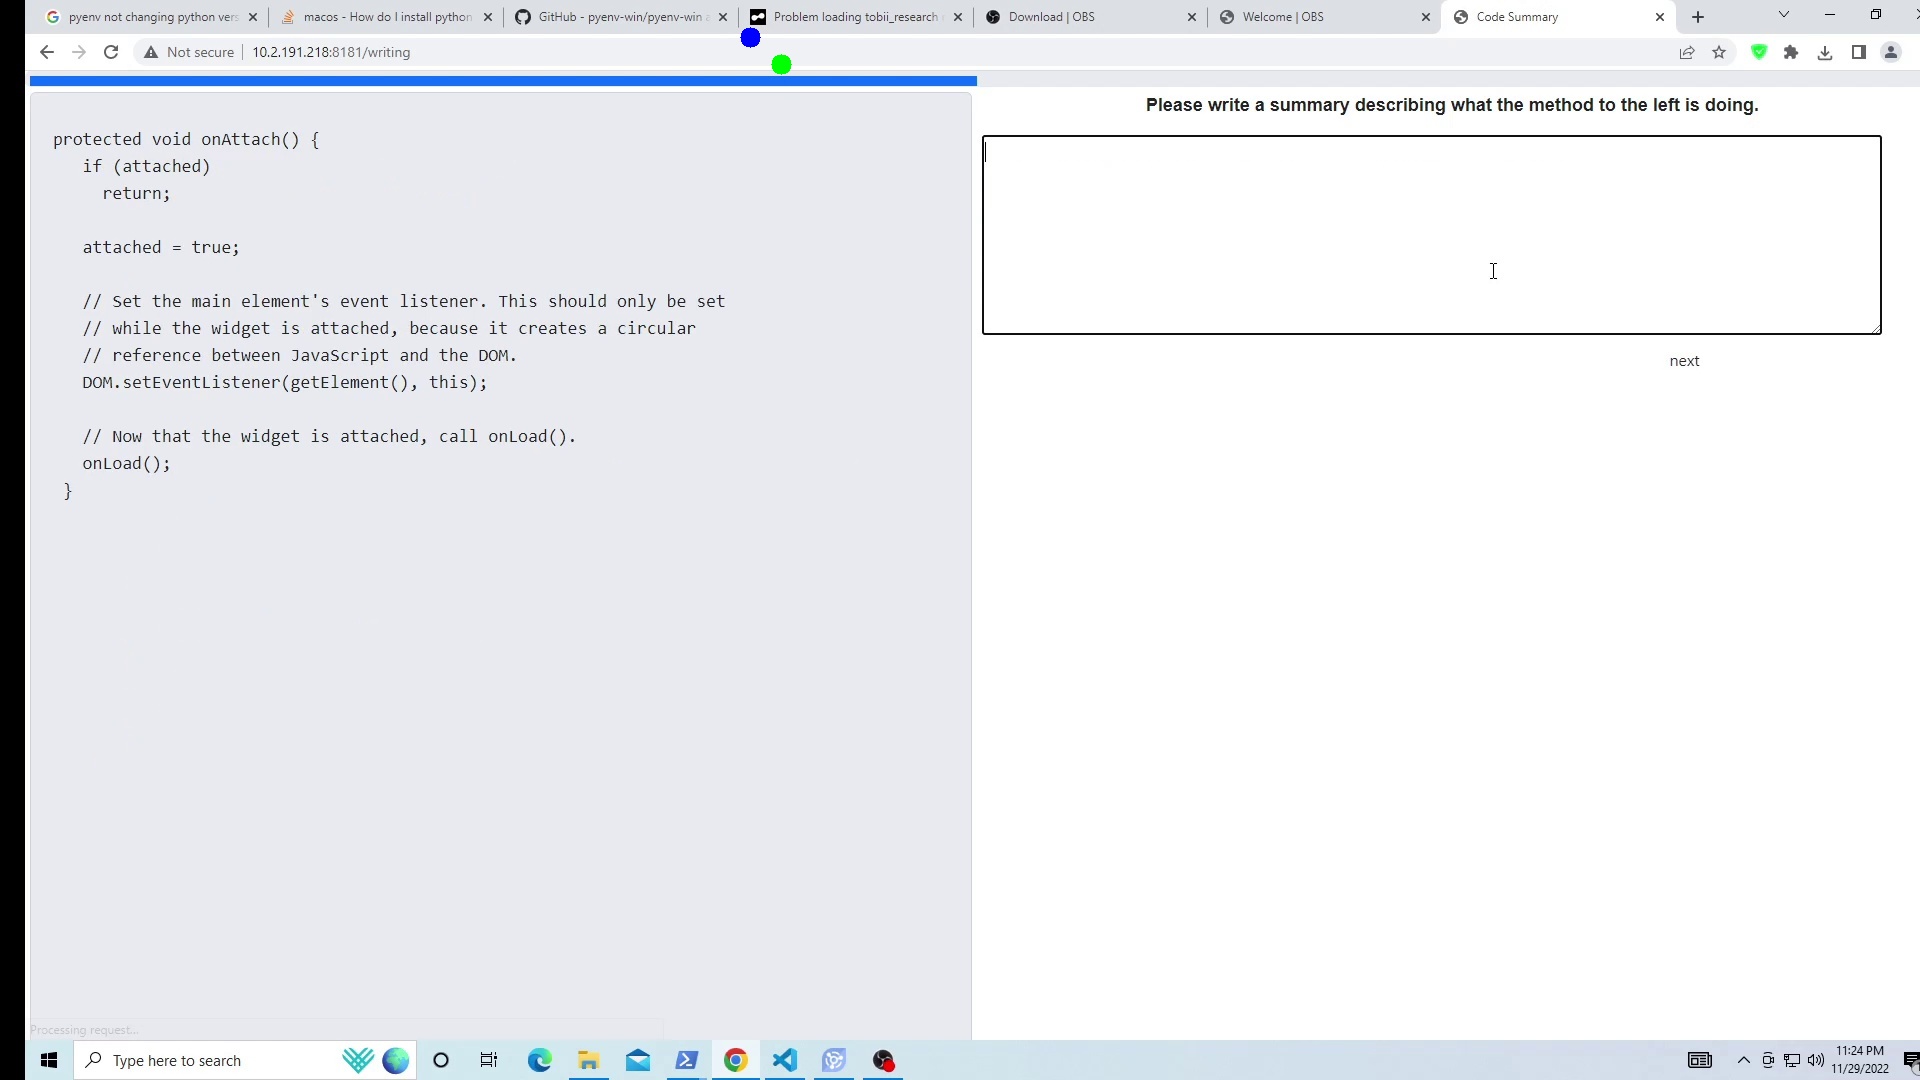 pyenv not changing python vers
macos - How do I install python
GitHub - pyenv-win/pyenv-win
Problem loading tobii_research
Download | OBS
Welcome | OBS
Code Summary
Not secure
10.2.191.218:8181/writing
protected void onAttach() {
if (attached)
return;
attached = true;
// Set the main element's event listener. This should only be set
// while the widget is attached, because it creates a circular
// reference between JavaScript and the DOM.
DOM.setEventListener(getElement(), this);
// Now that the widget is attached, call onLoad().
onLoad();
}
Please write a summary describing what the method to the left is doing.
next
Processing request...
Type here to search
11:24 PM
11/29/2022